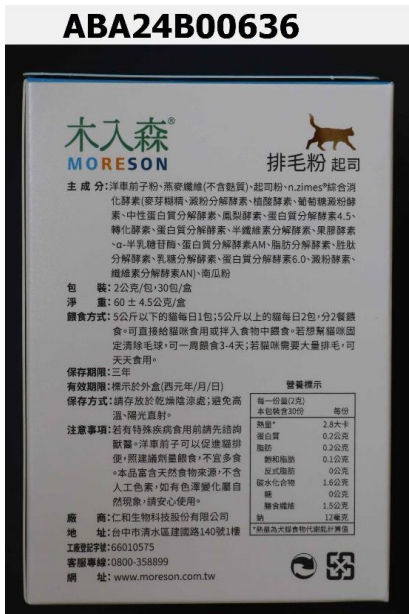 ABA24B00636
木入森®
MORESON
排毛粉 起司
主 成 分:洋車前子粉、燕麥纖維(不含麩質)、起司粉、n.zimes®綜合消
化酵素(麥芽糊精、澱粉分解酵素、植酸酵素、葡萄糖澱粉酵
素、中性蛋白質分解酵素、鳳梨酵素、蛋白質分解酵素4.5、
轉化酵素、蛋白質分解酵素、半纖維素分解酵素、果膠酵素
、α-半乳糖苷酶、蛋白質分解酵素AM、脂肪分解酵素、胜肽
分解酵素、乳糖分解酵素、蛋白質分解酵素6.0、澱粉酵素、
纖維素分解酵素AN)、南瓜粉
包 裝:2公克/包,30包/盒
淨 重:60 ± 4.5公克/盒
餵食方式:5公斤以下的貓每日1包;5公斤以上的貓每日2包,分2餐餵
食。可直接給貓咪食用或拌入食物中餵食。若想幫貓咪固
定清除毛球,可一周餵食3-4天;若貓咪需要大量排毛,可
天天食用。
保存期限:三年
有效期限:標示於外盒(西元年/月/日)
保存方式:請存放於乾燥陰涼處;避免高
溫、陽光直射。
注意事項:若有特殊疾病食用前請先諮詢
獸醫。洋車前子可以促進貓排
便,照建議劑量餵食,不宜多食
。本品富含天然食物來源,不含
人工色素,如有色澤變化屬自
然現象,請安心使用。
廠 商:仁和生物科技股份有限公司
地 址:台中市清水區建國路140號1樓
工廠登記字號:66010575
客服專線:0800-358899
網 址: www.moreson.com.tw
營養標示
每一份量(2克)
本包裝含30份 每份
熱量* 2.8大卡
蛋白質 0.2公克
脂肪 0.2公克
飽和脂肪 0.1公克
反式脂肪 0公克
碳水化合物 1.6公克
糖 0公克
膳食纖維 1.5公克
鈉 12毫克
*熱量為犬貓食物代謝能計算值